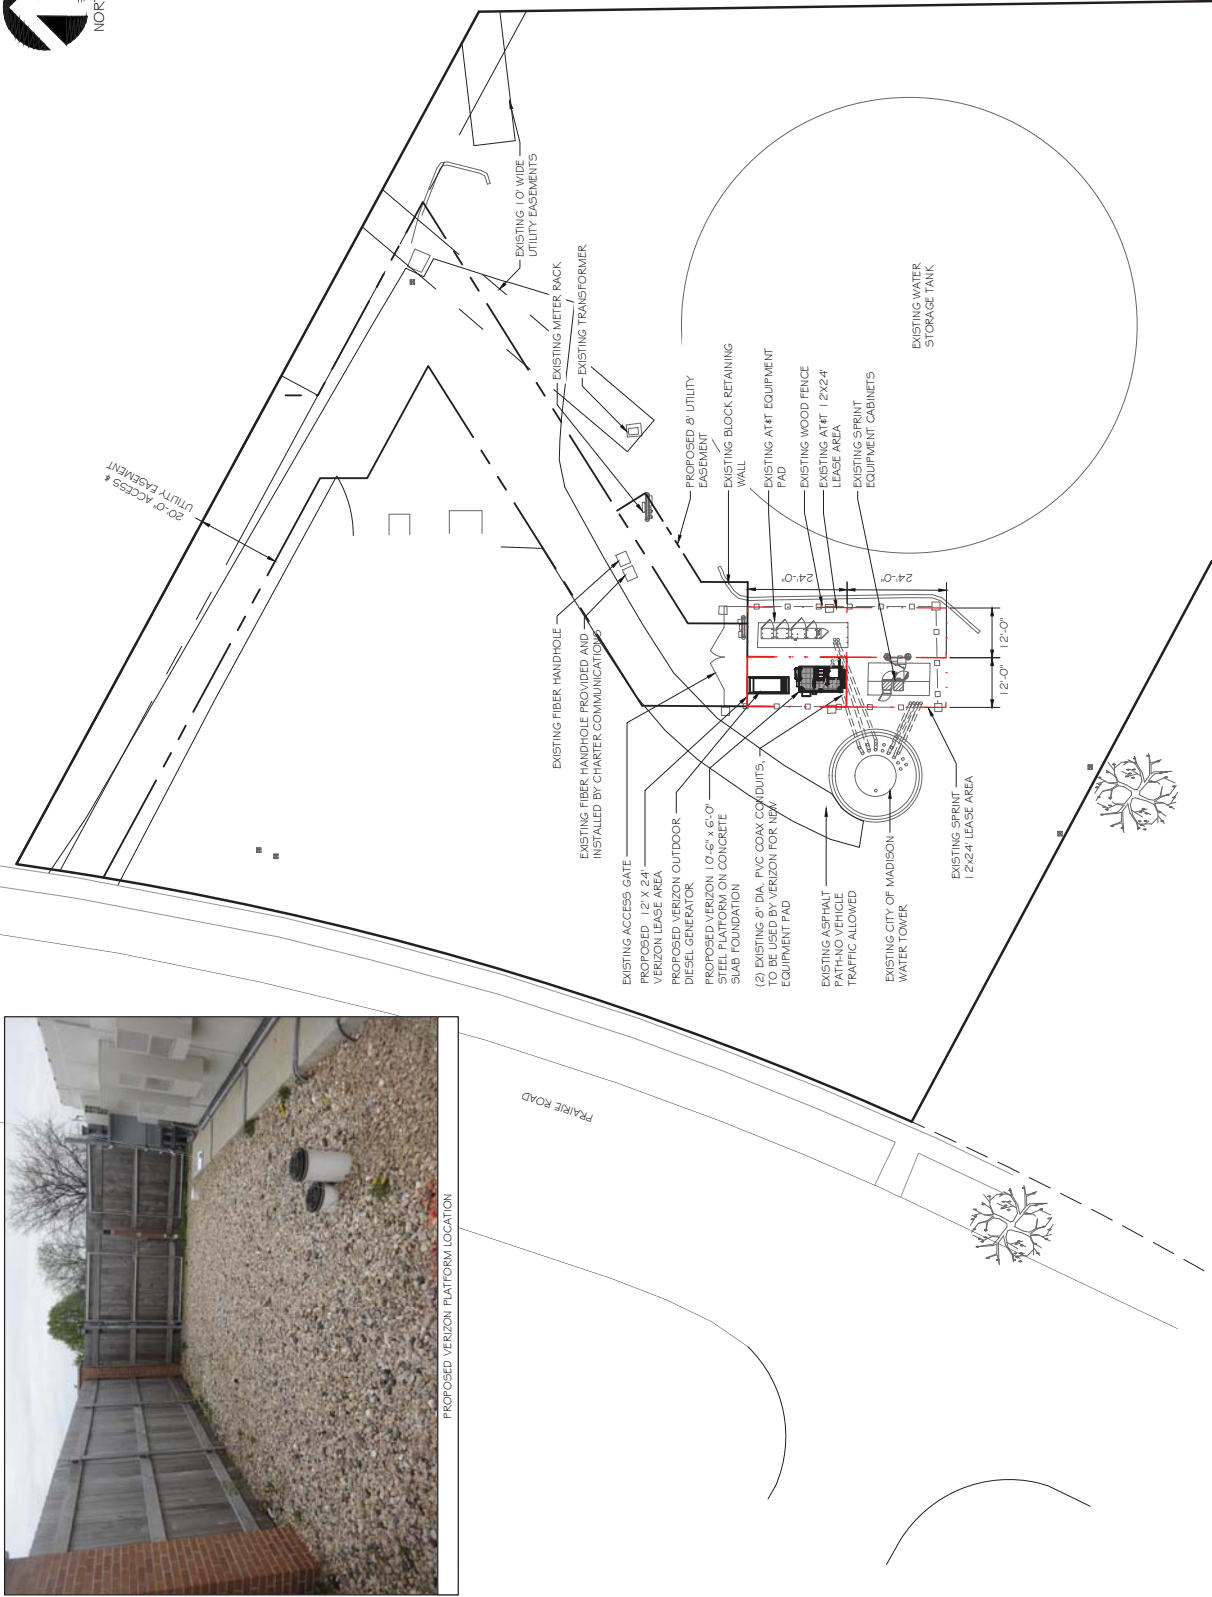 NOR
20'-0" ACCESS &
UTILITY EASEMENT
EXISTING 10' WIDE
UTILITY EASEMENTS
EXISTING METER RACK
EXISTING TRANSFORMER
PROPOSED 8' UTILITY
EASEMENT
EXISTING BLOCK RETAINING
WALL
EXISTING AT&T EQUIPMENT
PAD
EXISTING WOOD FENCE
EXISTING AT&T 12X24'
LEASE AREA
EXISTING SPRINT
EQUIPMENT CABINETS
EXISTING WATER
STORAGE TANK
24'-0"
24'-0"
12'-0"
12'-0"
EXISTING FIBER HANDHOLE
EXISTING FIBER HANDHOLE PROVIDED AND
INSTALLED BY CHARTER COMMUNICATIONS
EXISTING ACCESS GATE
PROPOSED 12' X 24'
VERIZON LEASE AREA
PROPOSED VERIZON OUTDOOR
DIESEL GENERATOR
PROPOSED VERIZON 10'-6" x 6'-0"
STEEL PLATFORM ON CONCRETE
SLAB FOUNDATION
(2) EXISTING 8" DIA. PVC COAX CONDUITS,
TO BE USED BY VERIZON FOR NEW
EQUIPMENT PAD
EXISTING ASPHALT
PATH-NO VEHICLE
TRAFFIC ALLOWED
EXISTING CITY OF MADISON
WATER TOWER
EXISTING SPRINT
12x24' LEASE AREA
PRAIRIE ROAD
PROPOSED VERIZON PLATFORM LOCATION